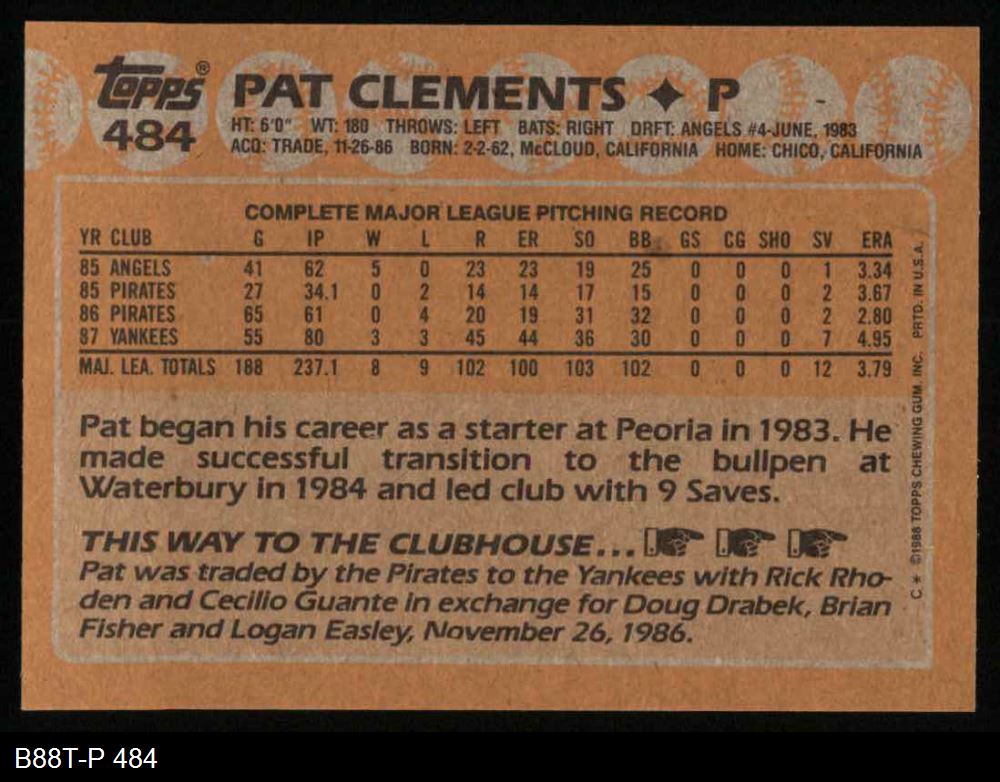 Topps®
484
PAT CLEMENTS ✦ P
HT: 6'0" WT: 180 THROWS: LEFT BATS: RIGHT DRFT: ANGELS #4-JUNE, 1983
ACQ: TRADE, 11-26-86 BORN: 2-2-62, McCLOUD, CALIFORNIA HOME: CHICO, CALIFORNIA
COMPLETE MAJOR LEAGUE PITCHING RECORD
YR CLUB G IP W L R ER SO BB GS CG SHO SV ERA
85 ANGELS 41 62 5 0 23 23 19 25 0 0 0 1 3.34
85 PIRATES 27 34.1 0 2 14 14 17 15 0 0 0 2 3.67
86 PIRATES 65 61 0 4 20 19 31 32 0 0 0 2 2.80
87 YANKEES 55 80 3 3 45 44 36 30 0 0 0 7 4.95
MAJ. LEA. TOTALS 188 237.1 8 9 102 100 103 102 0 0 0 12 3.79
Pat began his career as a starter at Peoria in 1983. He
made successful transition to the bullpen at
Waterbury in 1984 and led club with 9 Saves.
THIS WAY TO THE CLUBHOUSE...
Pat was traded by the Pirates to the Yankees with Rick Rho-
den and Cecilio Guante in exchange for Doug Drabek, Brian
Fisher and Logan Easley, November 26, 1986.
C* ©1988 TOPPS CHEWING GUM, INC. PRTD. IN U.S.A.
B88T-P 484